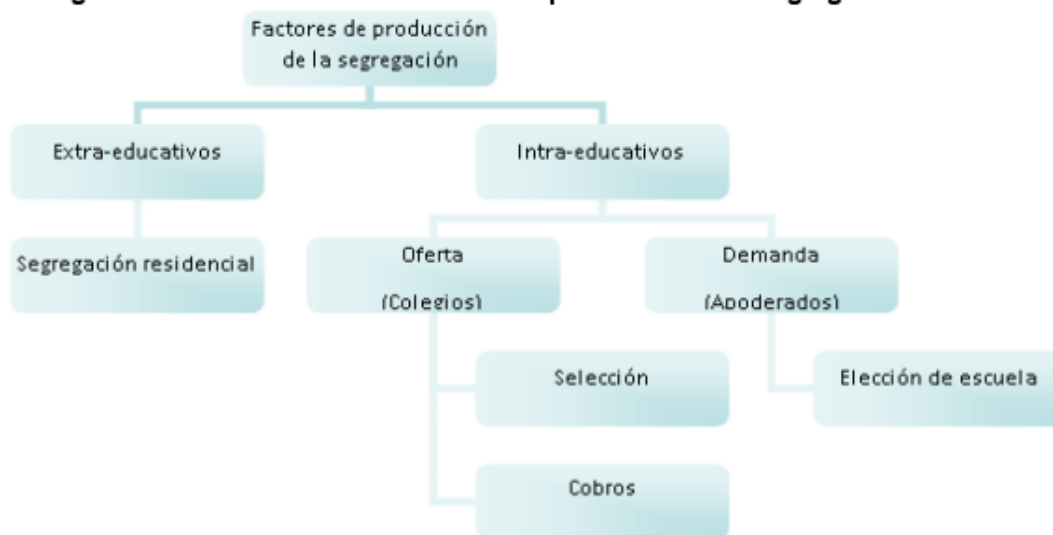 Factores de producción
de la segregación
Extra-educativos
Intra-educativos
Segregación residencial
Oferta
(Colegios)
Demanda
(Apoderados)
Selección
Elección de escuela
Cobros